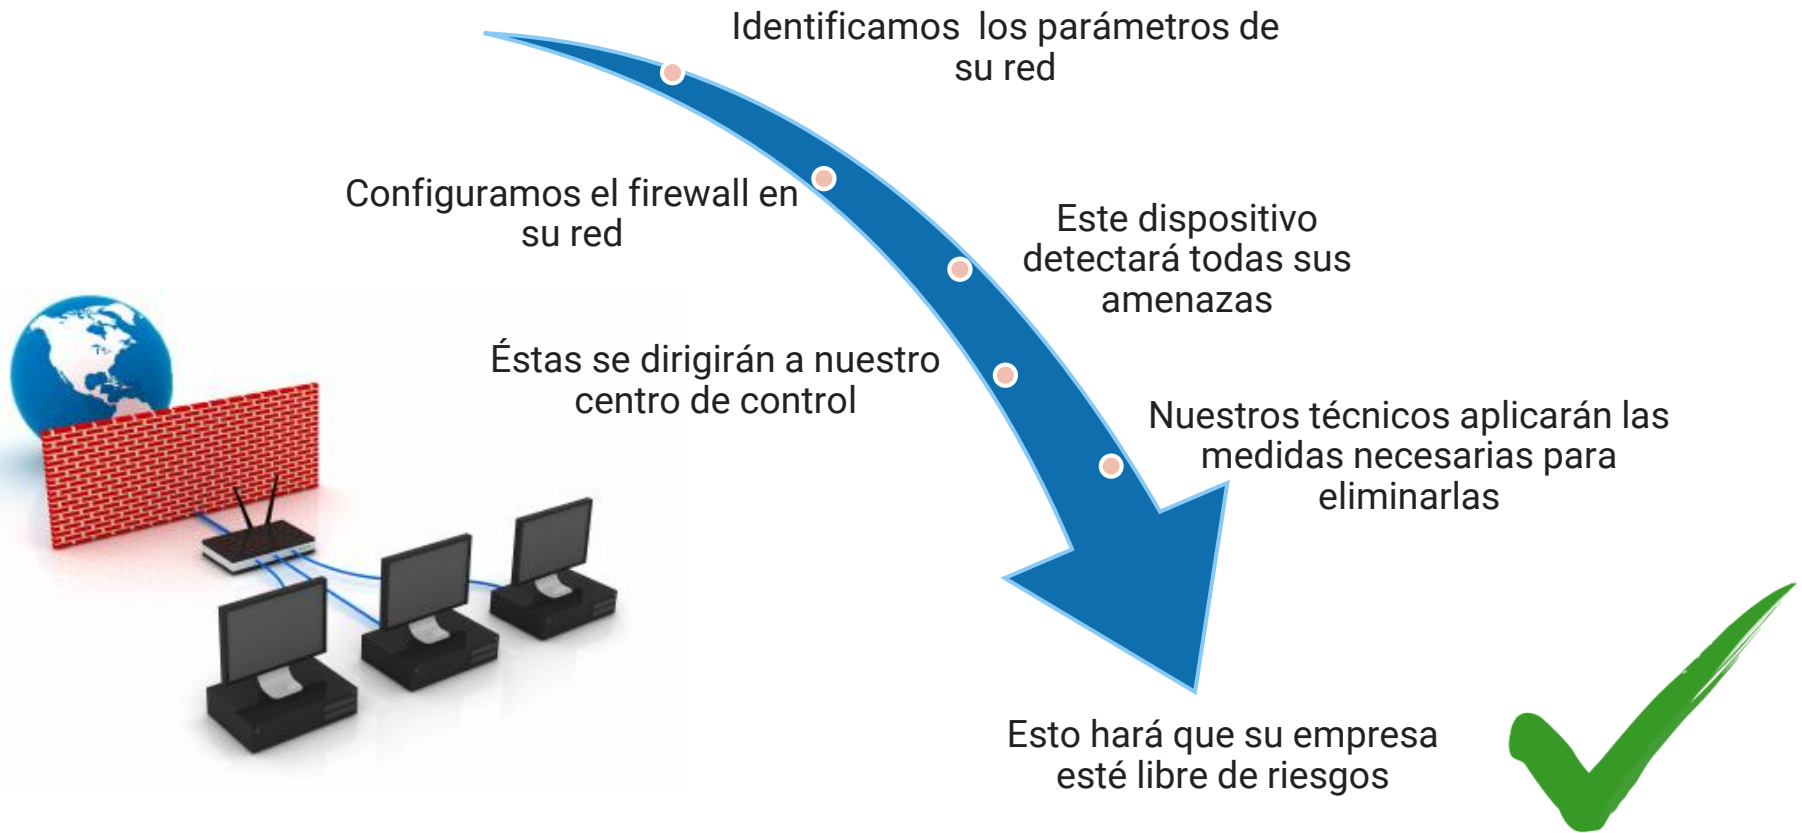 Identificamos los parámetros de
su red
Configuramos el firewall en
su red
Este dispositivo
detectará todas sus
amenazas
Éstas se dirigirán a nuestro
centro de control
Nuestros técnicos aplicarán las
medidas necesarias para
eliminarlas
Esto hará que su empresa
esté libre de riesgos